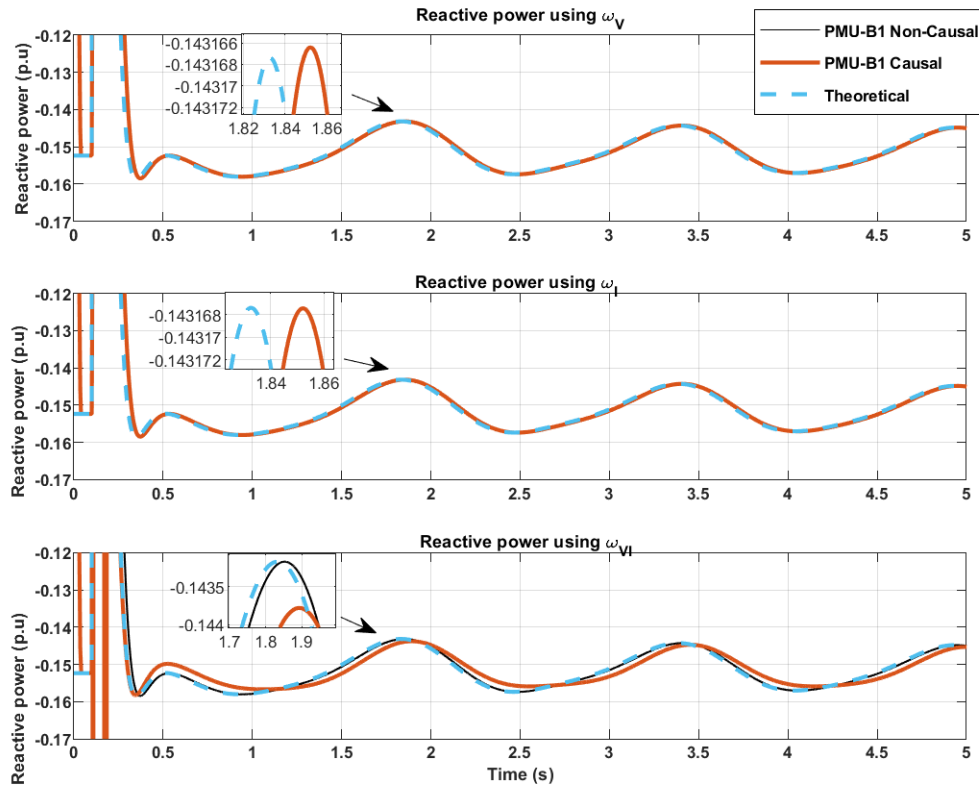 Reactive power using ωV
PMU-B1 Non-Causal
PMU-B1 Causal
Theoretical
Reactive power (p.u)
-0.12
-0.13
-0.14
-0.15
-0.16
-0.17
-0.143166
-0.143168
-0.14317
-0.143172
1.82 1.84 1.86
0 0.5 1 1.5 2 2.5 3 3.5 4 4.5 5
Reactive power using ωI
Reactive power (p.u)
-0.12
-0.13
-0.14
-0.15
-0.16
-0.17
-0.143168
-0.14317
-0.143172
1.84 1.86
0 0.5 1 1.5 2 2.5 3 3.5 4 4.5 5
Reactive power using ωVI
Reactive power (p.u)
-0.12
-0.13
-0.14
-0.15
-0.16
-0.17
-0.1435
-0.144
1.7 1.8 1.9
0 0.5 1 1.5 2 2.5 3 3.5 4 4.5 5
Time (s)